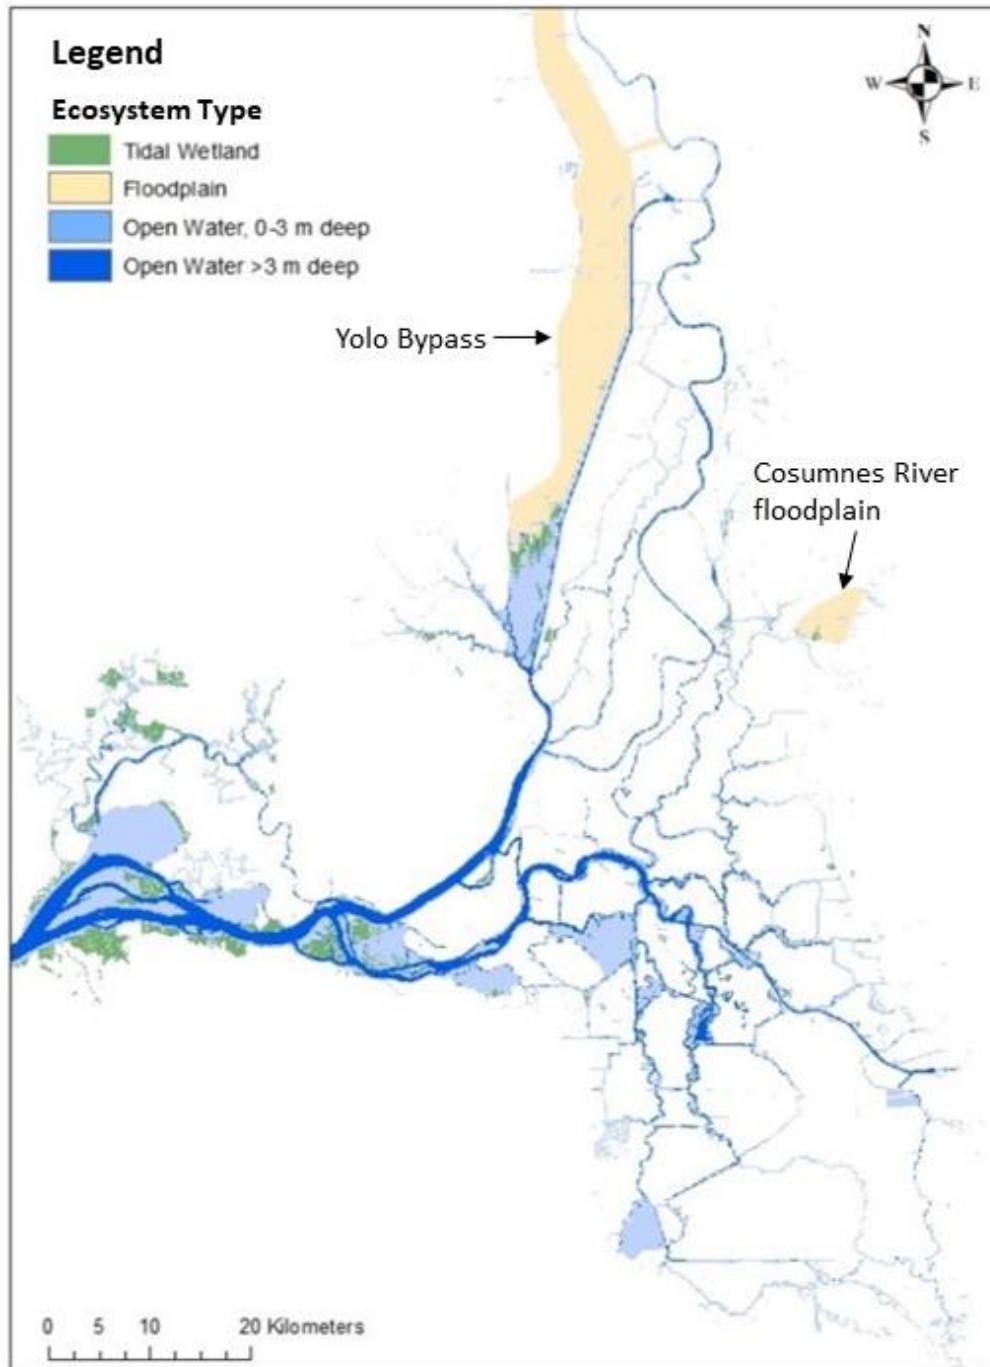 Legend
Ecosystem Type
Tidal Wetland
Floodplain
Open Water, 0-3 m deep
Open Water >3 m deep
N
W E
S
Yolo Bypass
Cosumnes River
floodplain
0 5 10 20 Kilometers